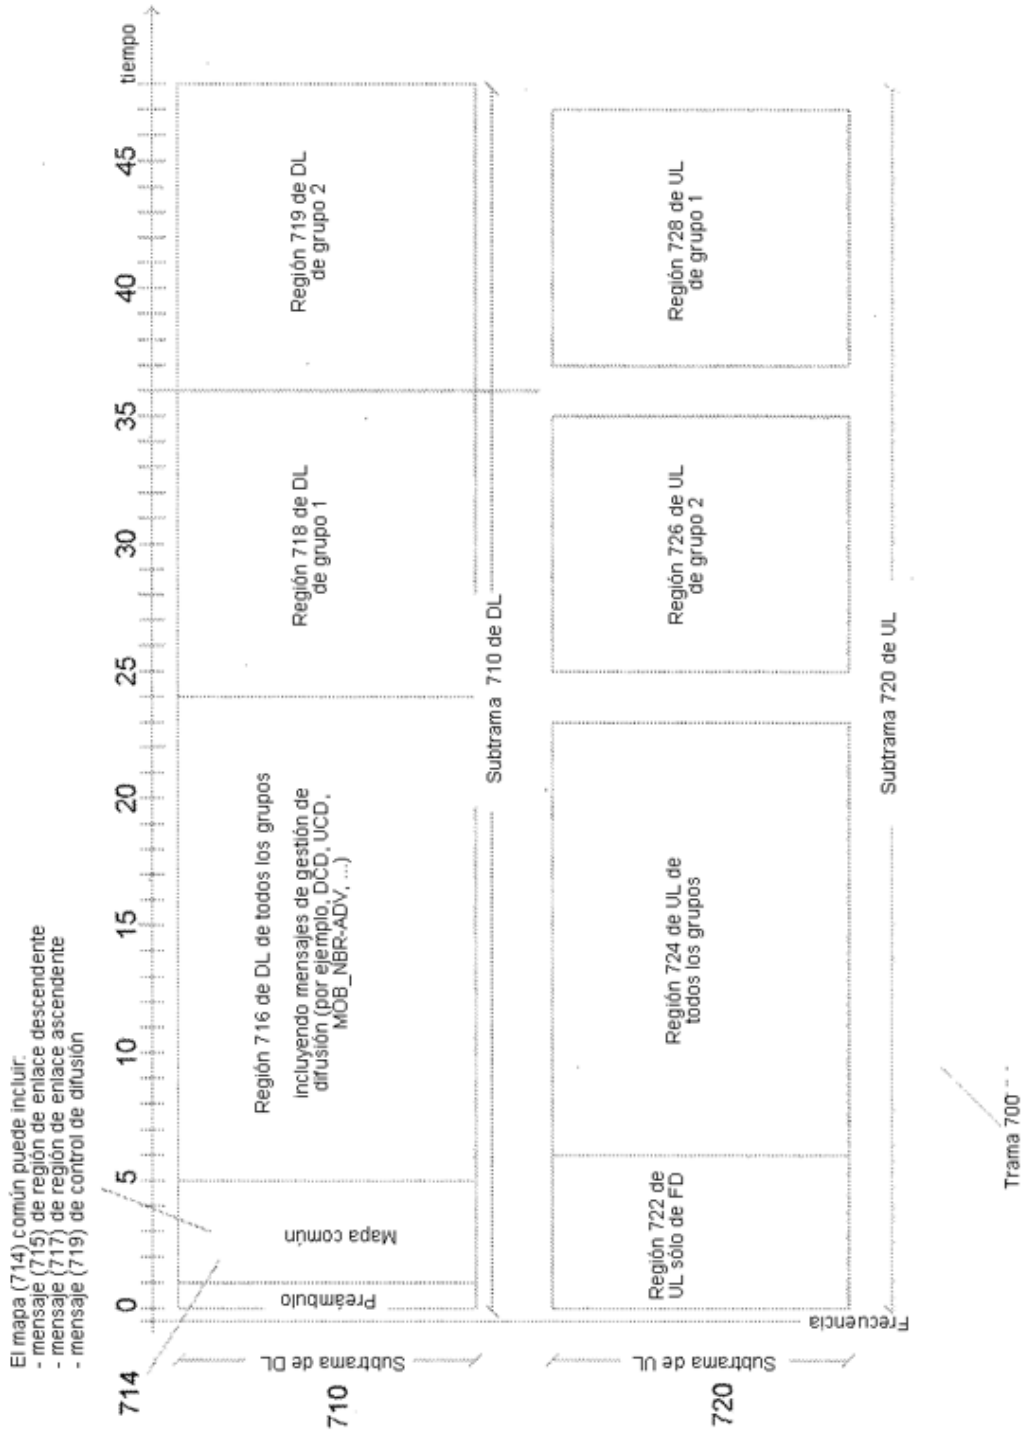 El mapa (714) común puede incluir:
- mensaje (715) de región de enlace descendente
- mensaje (717) de región de enlace ascendente
- mensaje (719) de control de difusión
714
0
5
10
15
20
25
30
35
40
45
tiempo
710
Subtrama de DL
Preámbulo
Mapa común
Región 716 de DL de todos los grupos
incluyendo mensajes de gestión de
difusión (por ejemplo, DCD, UCD,
MOB_NBR-ADV, ...)
Región 718 de DL
de grupo 1
Región 719 de DL
de grupo 2
Subtrama 710 de DL
720
Subtrama de UL
Región 722 de
UL sólo de FD
Región 724 de UL de
todos los grupos
Región 726 de UL
de grupo 2
Región 728 de UL
de grupo 1
Frecuencia
Subtrama 720 de UL
Trama 700